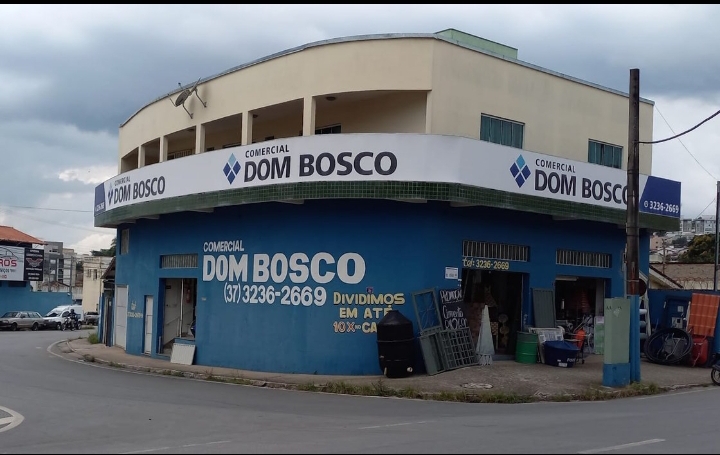 COMERCIAL
DOM BOSCO
COMERCIAL
DOM BOSCO
COMERCIAL
DOM BOSCO
3236-2669
COMERCIAL
DOM BOSCO
(37) 3236-2669
DIVIDIMOS
EM ATÉ
10X
Tel: 3236-2669